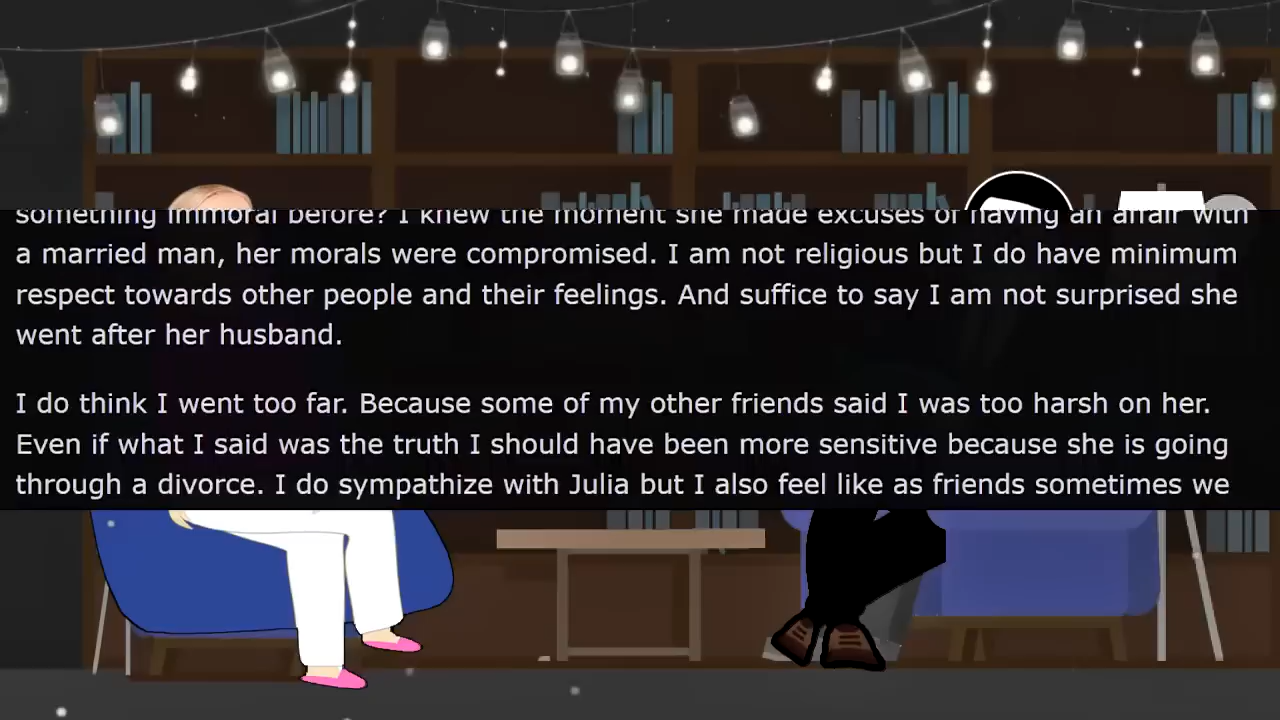 something immoral before? I knew the moment she made excuses of having an affair with
a married man, her morals were compromised. I am not religious but I do have minimum
respect towards other people and their feelings. And suffice to say I am not surprised she
went after her husband.
I do think I went too far. Because some of my other friends said I was too harsh on her.
Even if what I said was the truth I should have been more sensitive because she is going
through a divorce. I do sympathize with Julia but I also feel like as friends sometimes we